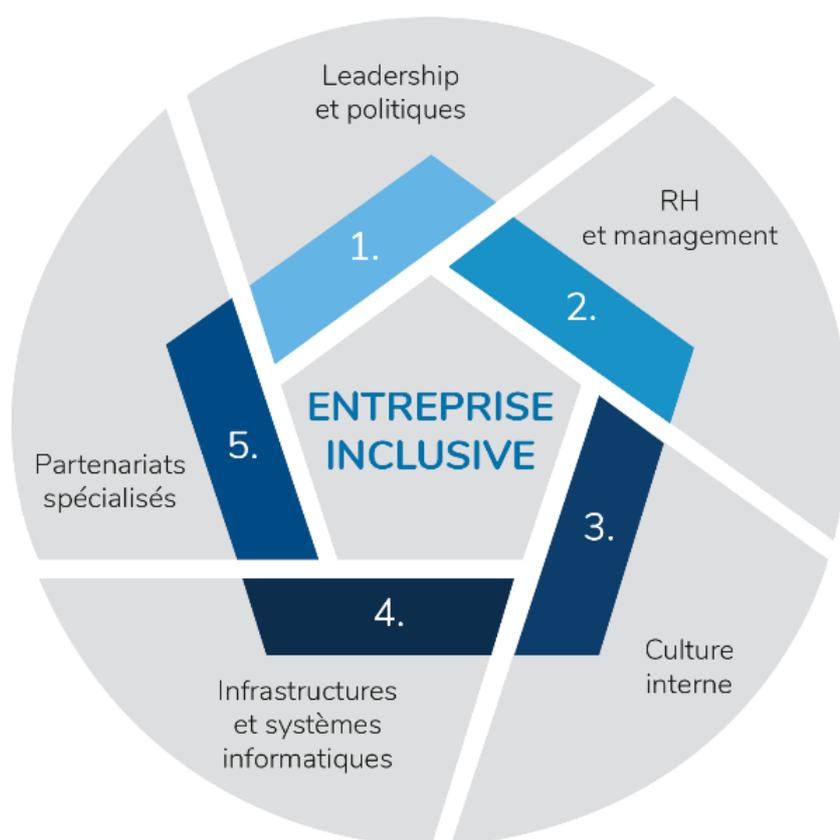 Leadership
et politiques
1.
RH
et management
2.
ENTREPRISE
INCLUSIVE
3.
Culture
interne
4.
Infrastructures
et systèmes
informatiques
5.
Partenariats
spécialisés